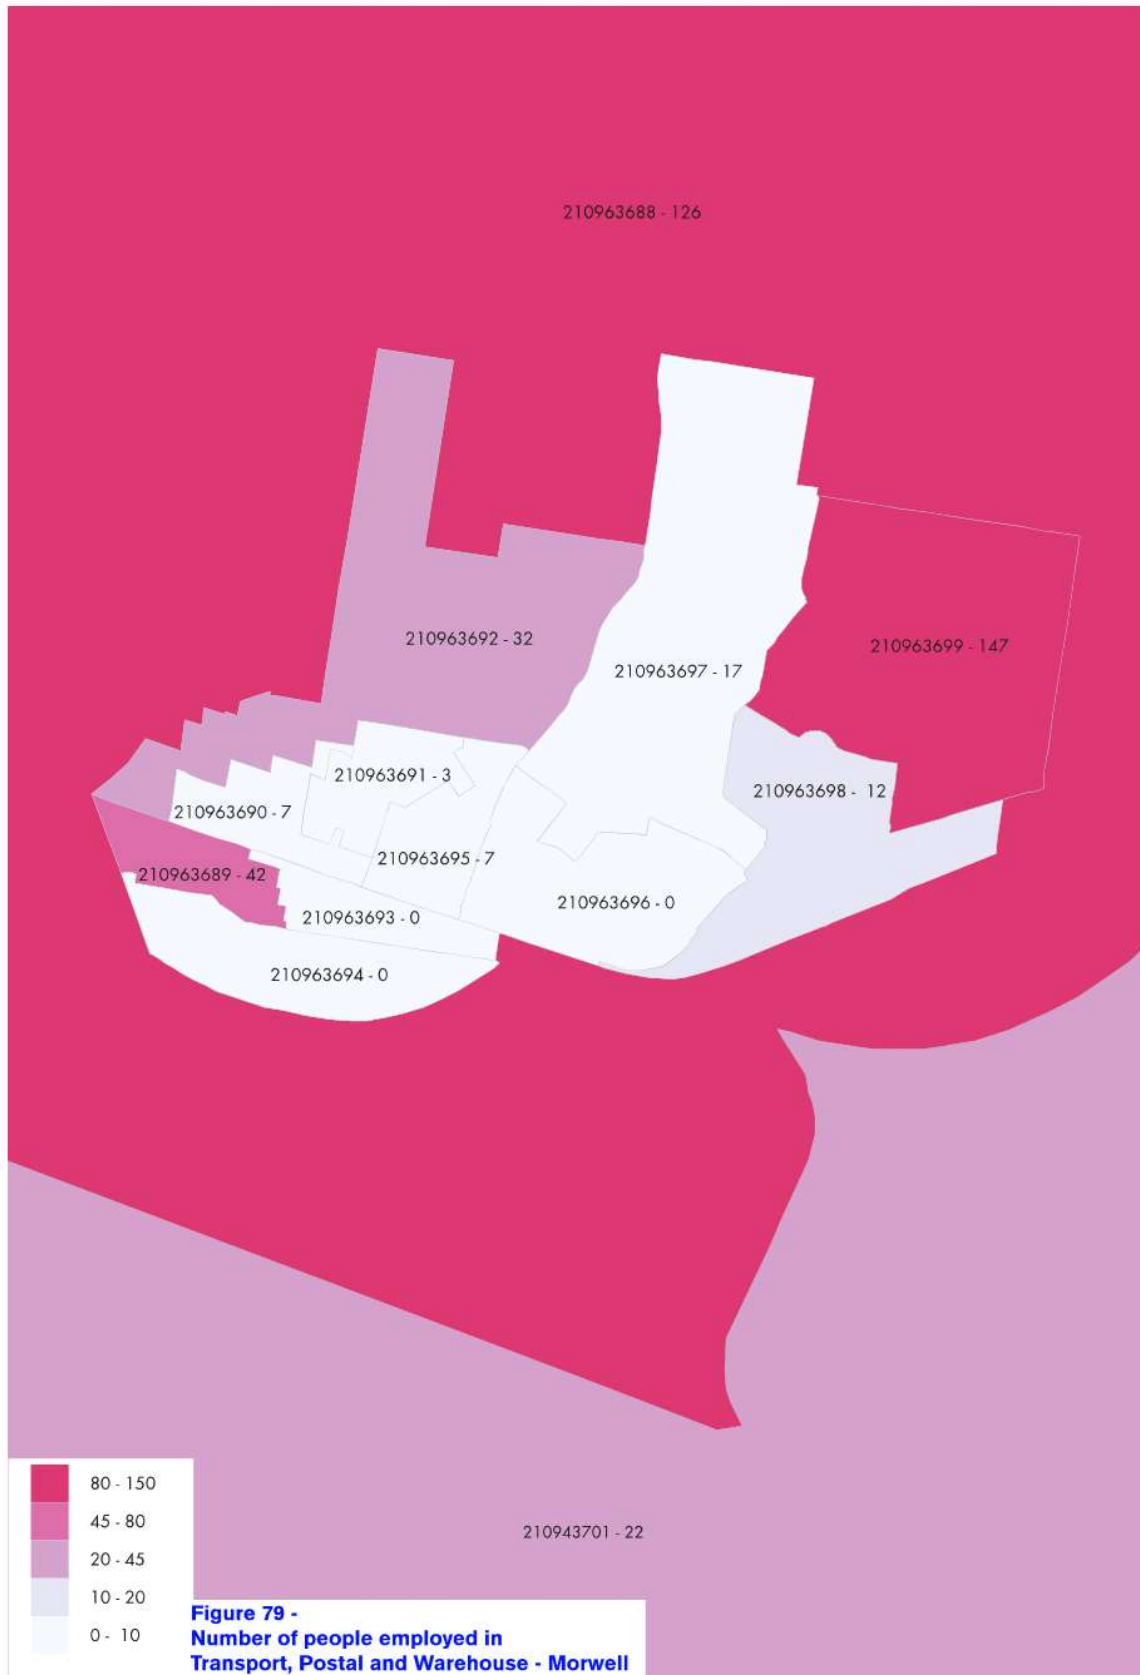 210963688 - 126
210963692 - 32
210963699 - 147
210963697 - 17
210963691 - 3
210963698 -  12
210963690 - 7
210963695 - 7
210963689 - 42
210963696 - 0
210963693 - 0
210963694 - 0
80 - 150
45 - 80
210943701 - 22
20 - 45
10 - 20
0 -  10
Figure 79 -
Number of people employed in
Transport, Postal and Warehouse - Morwell